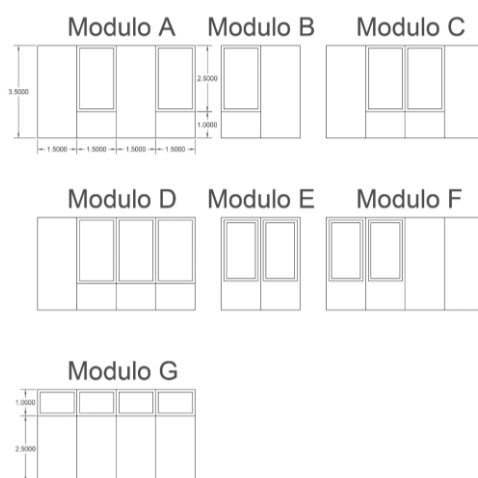 Modulo A Modulo B Modulo C
3.5000
2.5000
1.0000
1.5000 1.5000 1.5000 1.5000
Modulo D Modulo E Modulo F
Modulo G
1.0000
2.5000